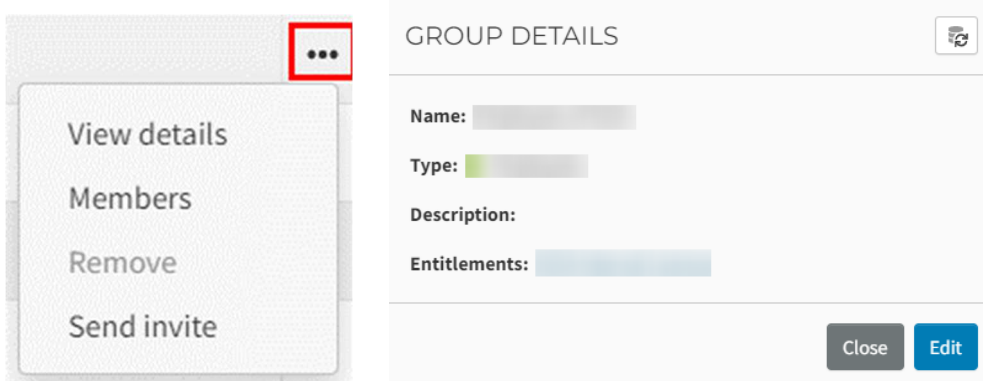 View details
Members
Remove
Send invite
GROUP DETAILS
Name:
Type:
Description:
Entitlements:
Close
Edit